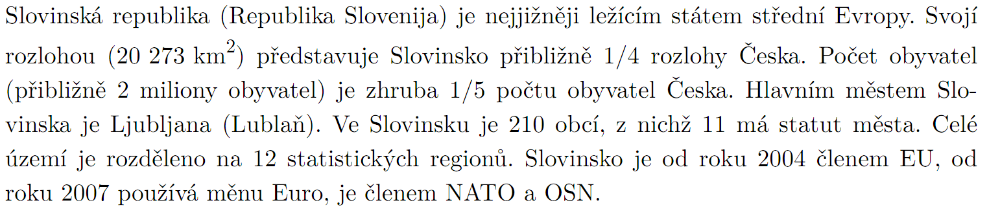 Slovinská republika (Republika Slovenija) je nejjižněji ležícím státem střední Evropy. Svojí
rozlohou (20 273 km²) představuje Slovinsko přibližně 1/4 rozlohy Česka. Počet obyvatel
(přibližně 2 miliony obyvatel) je zhruba 1/5 počtu obyvatel Česka. Hlavním městem Slo-
vinska je Ljubljana (Lublaň). Ve Slovinsku je 210 obcí, z nichž 11 má statut města. Celé
území je rozděleno na 12 statistických regionů. Slovinsko je od roku 2004 členem EU, od
roku 2007 používá měnu Euro, je členem NATO a OSN.